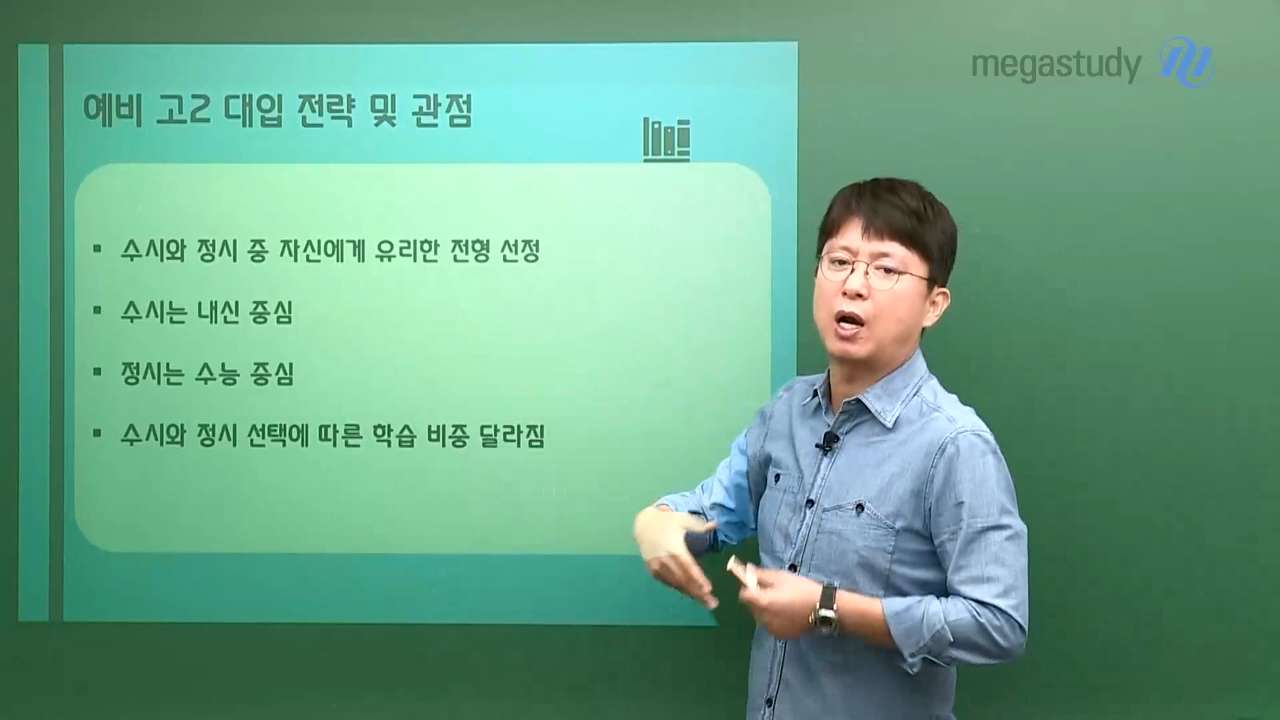 megastudy
예비 고2 대입 전략 및 관점
수시와 정시 중 자신에게 유리한 전형 선정
수시는 내신 중심
정시는 수능 중심
수시와 정시 선택에 따른 학습 비중 달라짐